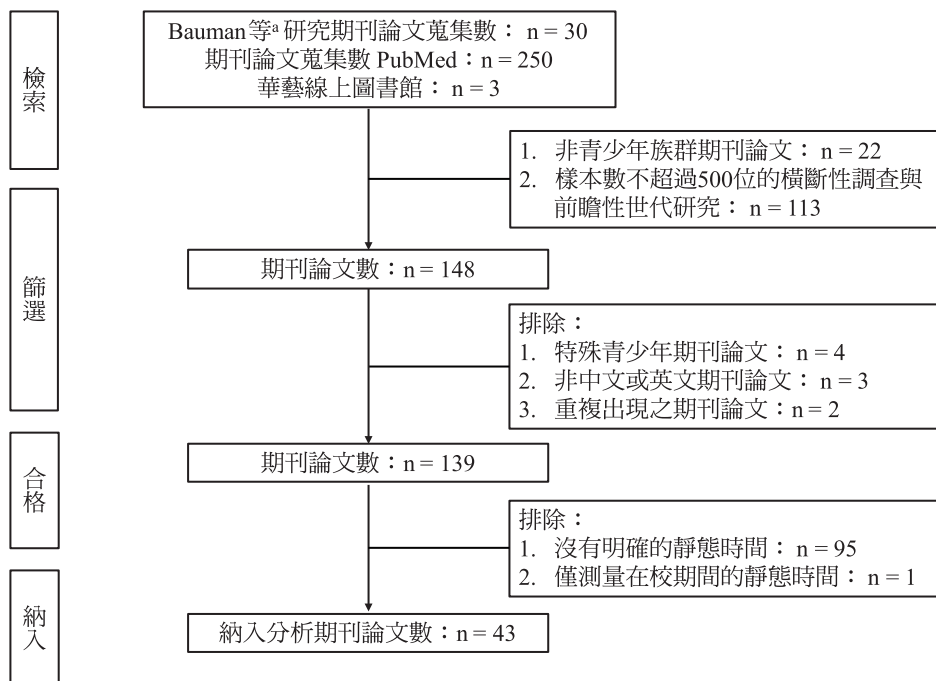 檢索
Bauman等ᵃ 研究期刊論文蒐集數： n = 30
期刊論文蒐集數 PubMed：n = 250
華藝線上圖書館： n = 3
1. 非青少年族群期刊論文： n = 22
2. 樣本數不超過500位的橫斷性調查與
前瞻性世代研究： n = 113
篩選
期刊論文數：n = 148
排除：
1. 特殊青少年期刊論文： n = 4
2. 非中文或英文期刊論文： n = 3
3. 重複出現之期刊論文：n = 2
合格
期刊論文數：n = 139
排除：
1. 沒有明確的靜態時間： n = 95
2. 僅測量在校期間的靜態時間： n = 1
納入
納入分析期刊論文數：n = 43